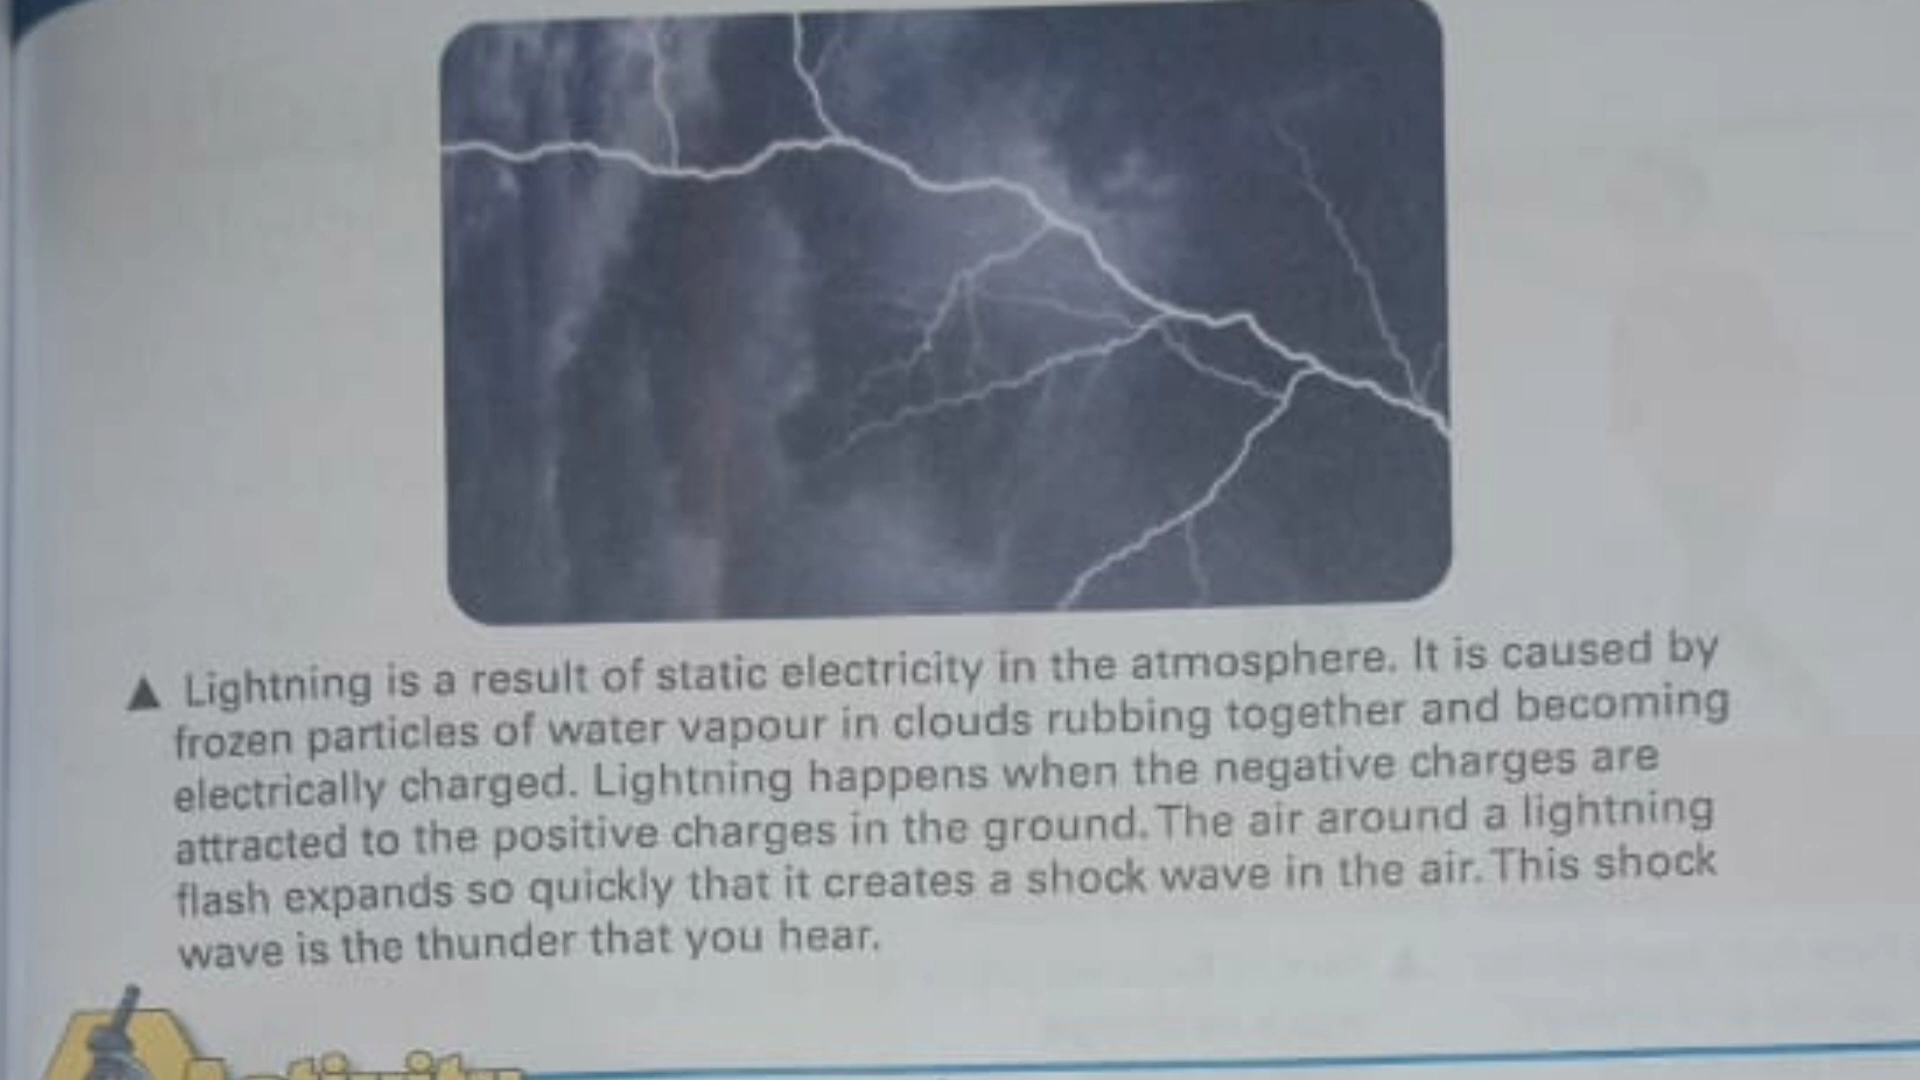 ▲ Lightning is a result of static electricity in the atmosphere. It is caused by
frozen particles of water vapour in clouds rubbing together and becoming
electrically charged. Lightning happens when the negative charges are
attracted to the positive charges in the ground. The air around a lightning
flash expands so quickly that it creates a shock wave in the air. This shock
wave is the thunder that you hear.
Activity